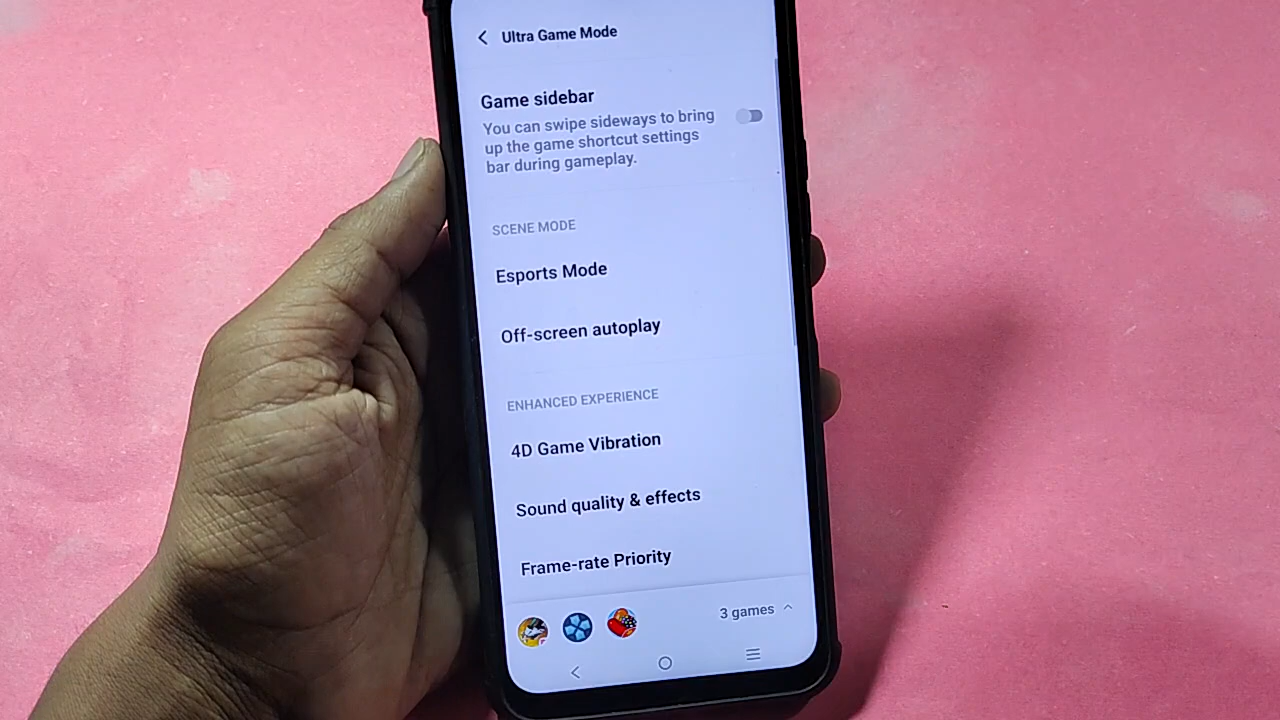 Ultra Game Mode
Game sidebar
You can swipe sideways to bring
up the game shortcut settings
bar during gameplay.
SCENE MODE
Esports Mode
Off-screen autoplay
ENHANCED EXPERIENCE
4D Game Vibration
Sound quality & effects
Frame-rate Priority
3 games